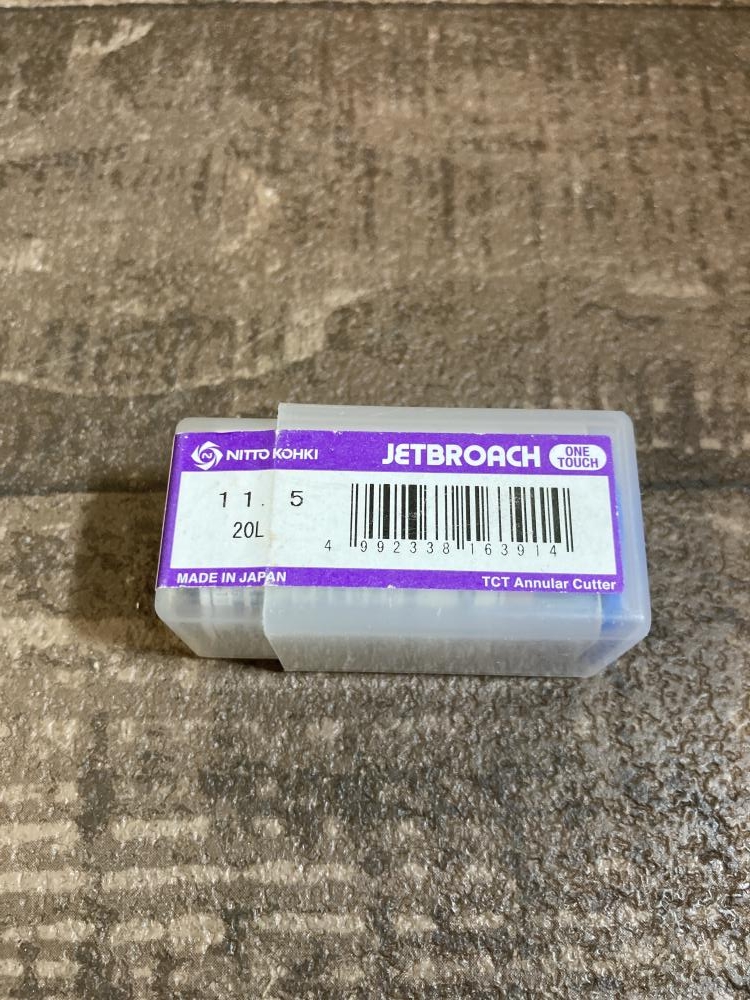 NITTO KOHKI
JETBROACH ONE TOUCH
11.5
20L
4 992338 163914
MADE IN JAPAN
TCT Annular Cutter